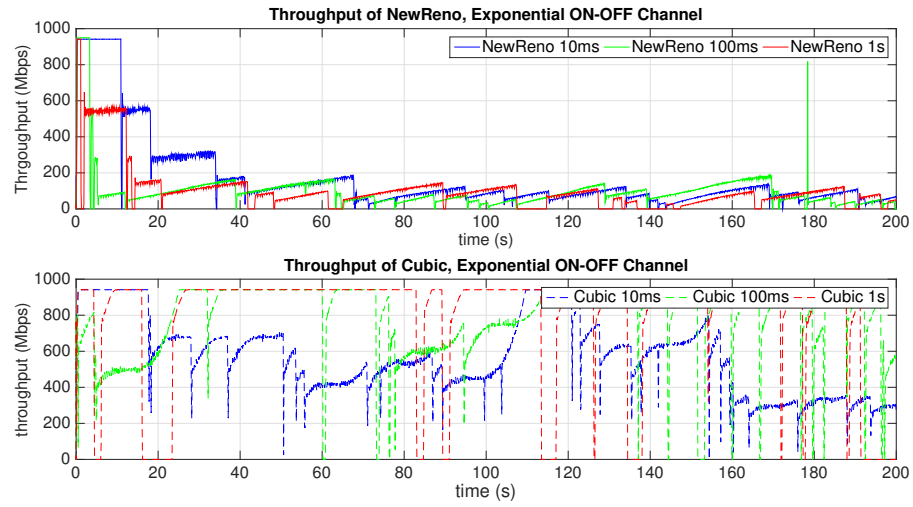 Throughput of NewReno, Exponential ON-OFF Channel
1000
800
600
400
200
0
Thrgoughput (Mbps)
NewReno 10ms NewReno 100ms NewReno 1s
0 20 40 60 80 100 120 140 160 180 200
time (s)
Throughput of Cubic, Exponential ON-OFF Channel
1000
800
600
400
200
0
throughput (Mbps)
Cubic 10ms Cubic 100ms Cubic 1s
0 20 40 60 80 100 120 140 160 180 200
time (s)